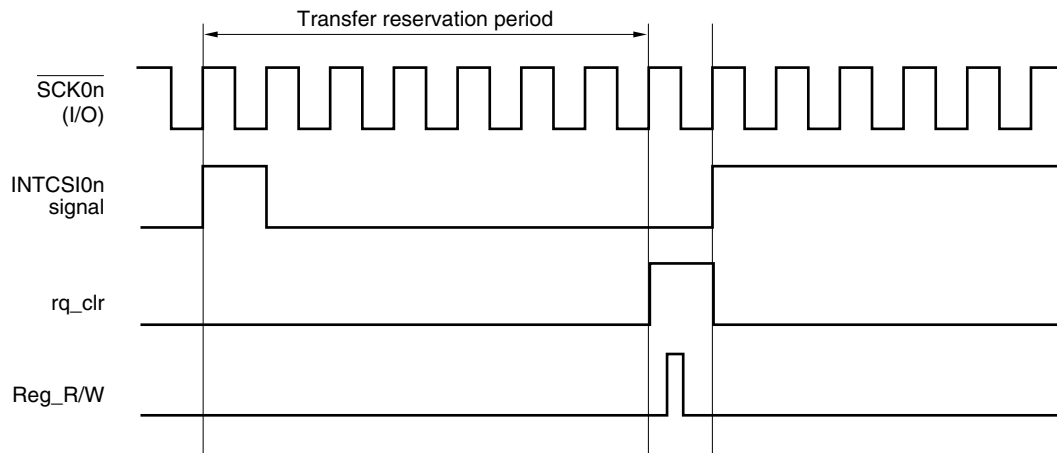 Transfer reservation period
SCK0n
(I/O)
INTCSI0n
signal
rq_clr
Reg_R/W